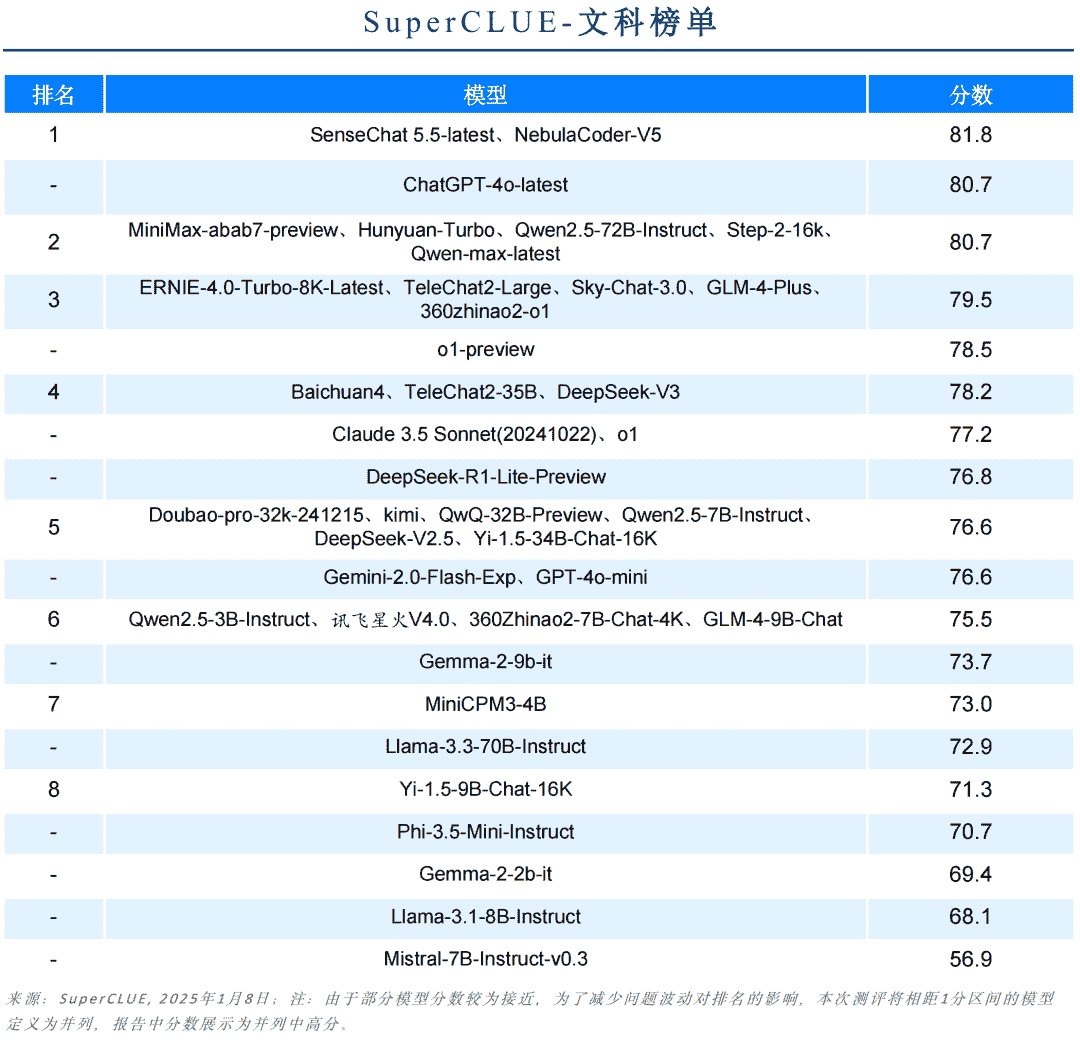 SuperCLUE-文科榜单
排名 模型 分数
1 SenseChat 5.5-latest、NebulaCoder-V5 81.8
- ChatGPT-4o-latest 80.7
2 MiniMax-abab7-preview、Hunyuan-Turbo、Qwen2.5-72B-Instruct、Step-2-16k、
Qwen-max-latest 80.7
3 ERNIE-4.0-Turbo-8K-Latest、TeleChat2-Large、Sky-Chat-3.0、GLM-4-Plus、
360zhinao2-o1 79.5
- o1-preview 78.5
4 Baichuan4、TeleChat2-35B、DeepSeek-V3 78.2
- Claude 3.5 Sonnet(20241022)、o1 77.2
- DeepSeek-R1-Lite-Preview 76.8
5 Doubao-pro-32k-241215、kimi、QwQ-32B-Preview、Qwen2.5-7B-Instruct、
DeepSeek-V2.5、Yi-1.5-34B-Chat-16K 76.6
- Gemini-2.0-Flash-Exp、GPT-4o-mini 76.6
6 Qwen2.5-3B-Instruct、讯飞星火V4.0、360Zhinao2-7B-Chat-4K、GLM-4-9B-Chat 75.5
- Gemma-2-9b-it 73.7
7 MiniCPM3-4B 73.0
- Llama-3.3-70B-Instruct 72.9
8 Yi-1.5-9B-Chat-16K 71.3
- Phi-3.5-Mini-Instruct 70.7
- Gemma-2-2b-it 69.4
- Llama-3.1-8B-Instruct 68.1
- Mistral-7B-Instruct-v0.3 56.9
来源：SuperCLUE, 2025年1月8日；注：由于部分模型分数较为接近，为了减少问题波动对排名的影响，本次测评将相距1分区间的模型
定义为并列，报告中分数展示为并列中高分。